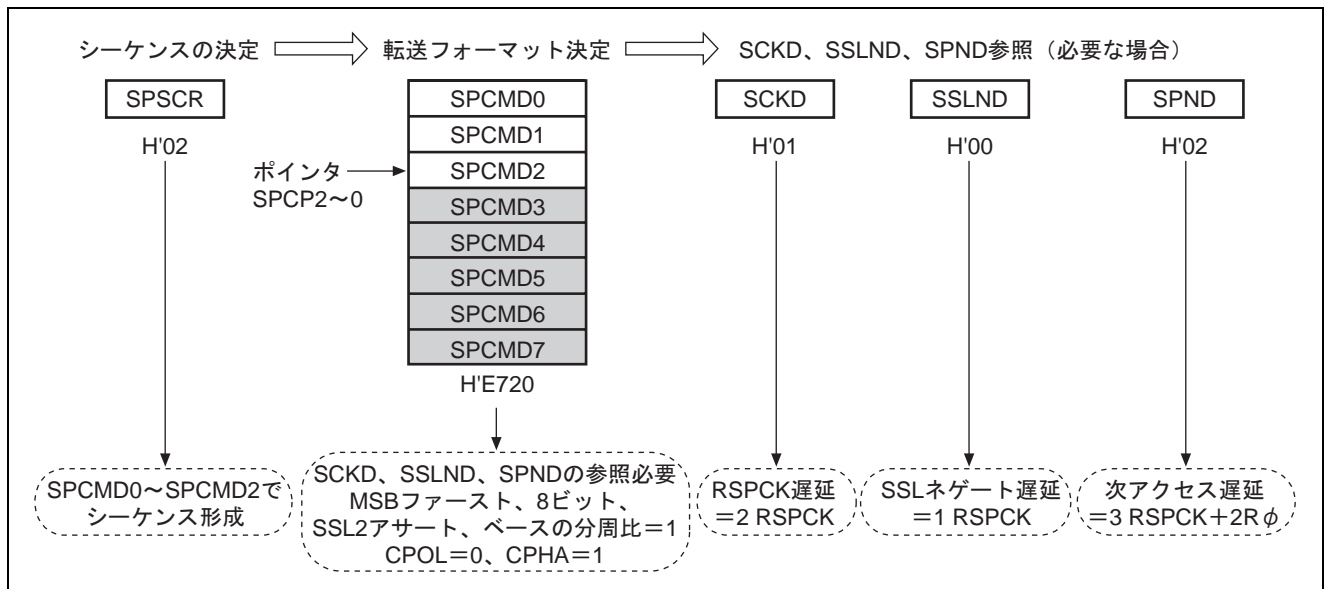 シーケンスの決定
転送フォーマット決定
SCKD、SSLND、SPND参照（必要な場合）
SPSCR
H'02
ポインタ
SPCP2～0
SPCMD0
SPCMD1
SPCMD2
SPCMD3
SPCMD4
SPCMD5
SPCMD6
SPCMD7
H'E720
SCKD
H'01
SSLND
H'00
SPND
H'02
SPCMD0～SPCMD2で
シーケンス形成
SCKD、SSLND、SPNDの参照必要
MSBファースト、8ビット、
SSL2アサート、ベースの分周比＝1
CPOL＝0、CPHA＝1
RSPCK遅延
＝2 RSPCK
SSLネゲート遅延
＝1 RSPCK
次アクセス遅延
＝3 RSPCK＋2Rφ